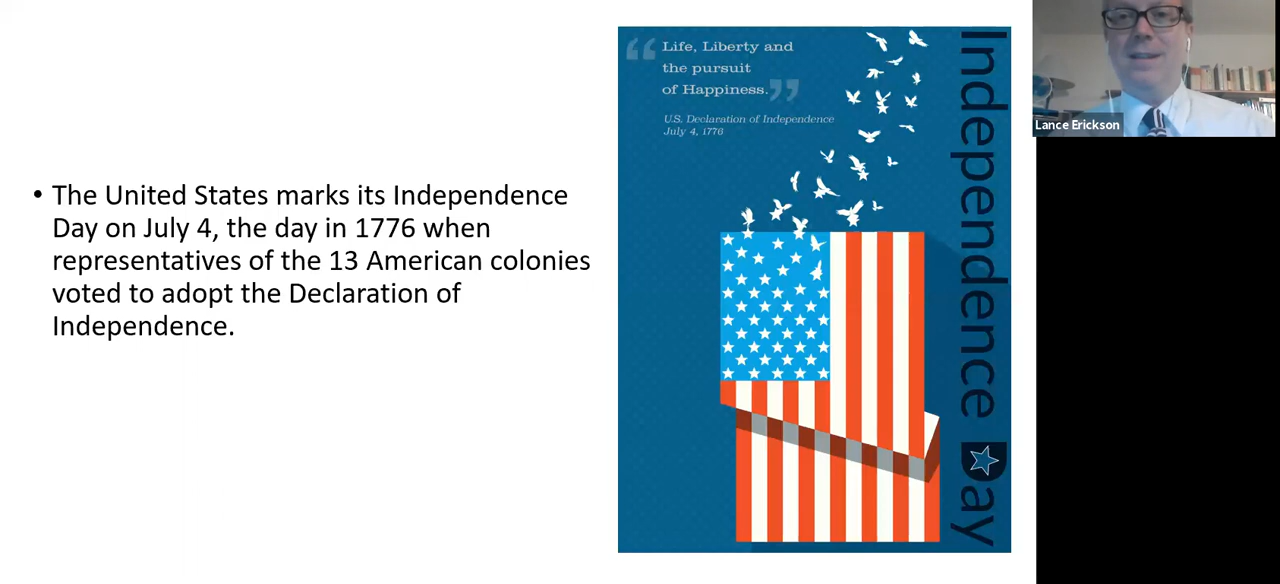 • The United States marks its Independence
Day on July 4, the day in 1776 when
representatives of the 13 American colonies
voted to adopt the Declaration of
Independence.
“ Life, Liberty and
the pursuit
of Happiness.”
U.S. Declaration of Independence
July 4, 1776
Independence Day
Lance Erickson